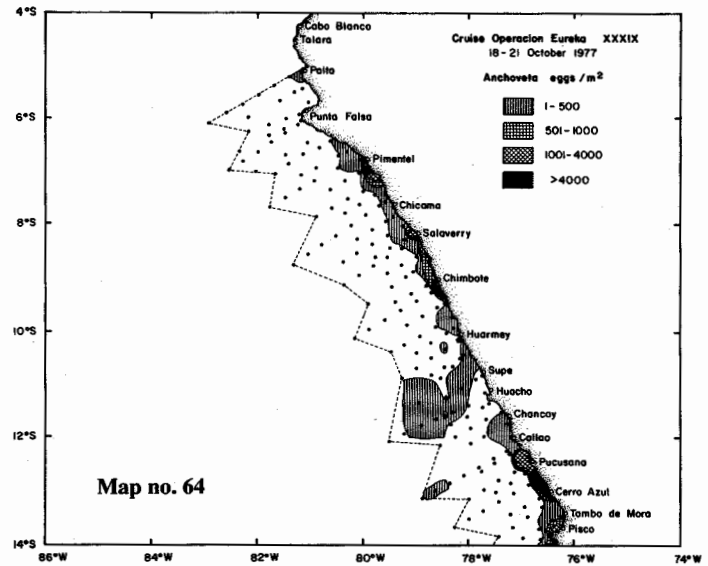 Cruise Operacion Eureka XXXIX
18-21 October 1977
Anchoveta eggs/m²
1-500
501-1000
1001-4000
>4000
4°S
6°S
8°S
10°S
12°S
14°S
Cabo Blanco
Talara
Paita
Punta Falsa
Pimentel
Chicama
Salaverry
Chimbote
Huarmey
Supe
Huacho
Chancay
Callao
Pucusana
Cerro Azul
Tambo de Mora
Pisco
Map no. 64
86°W 84°W 82°W 80°W 78°W 76°W 74°W